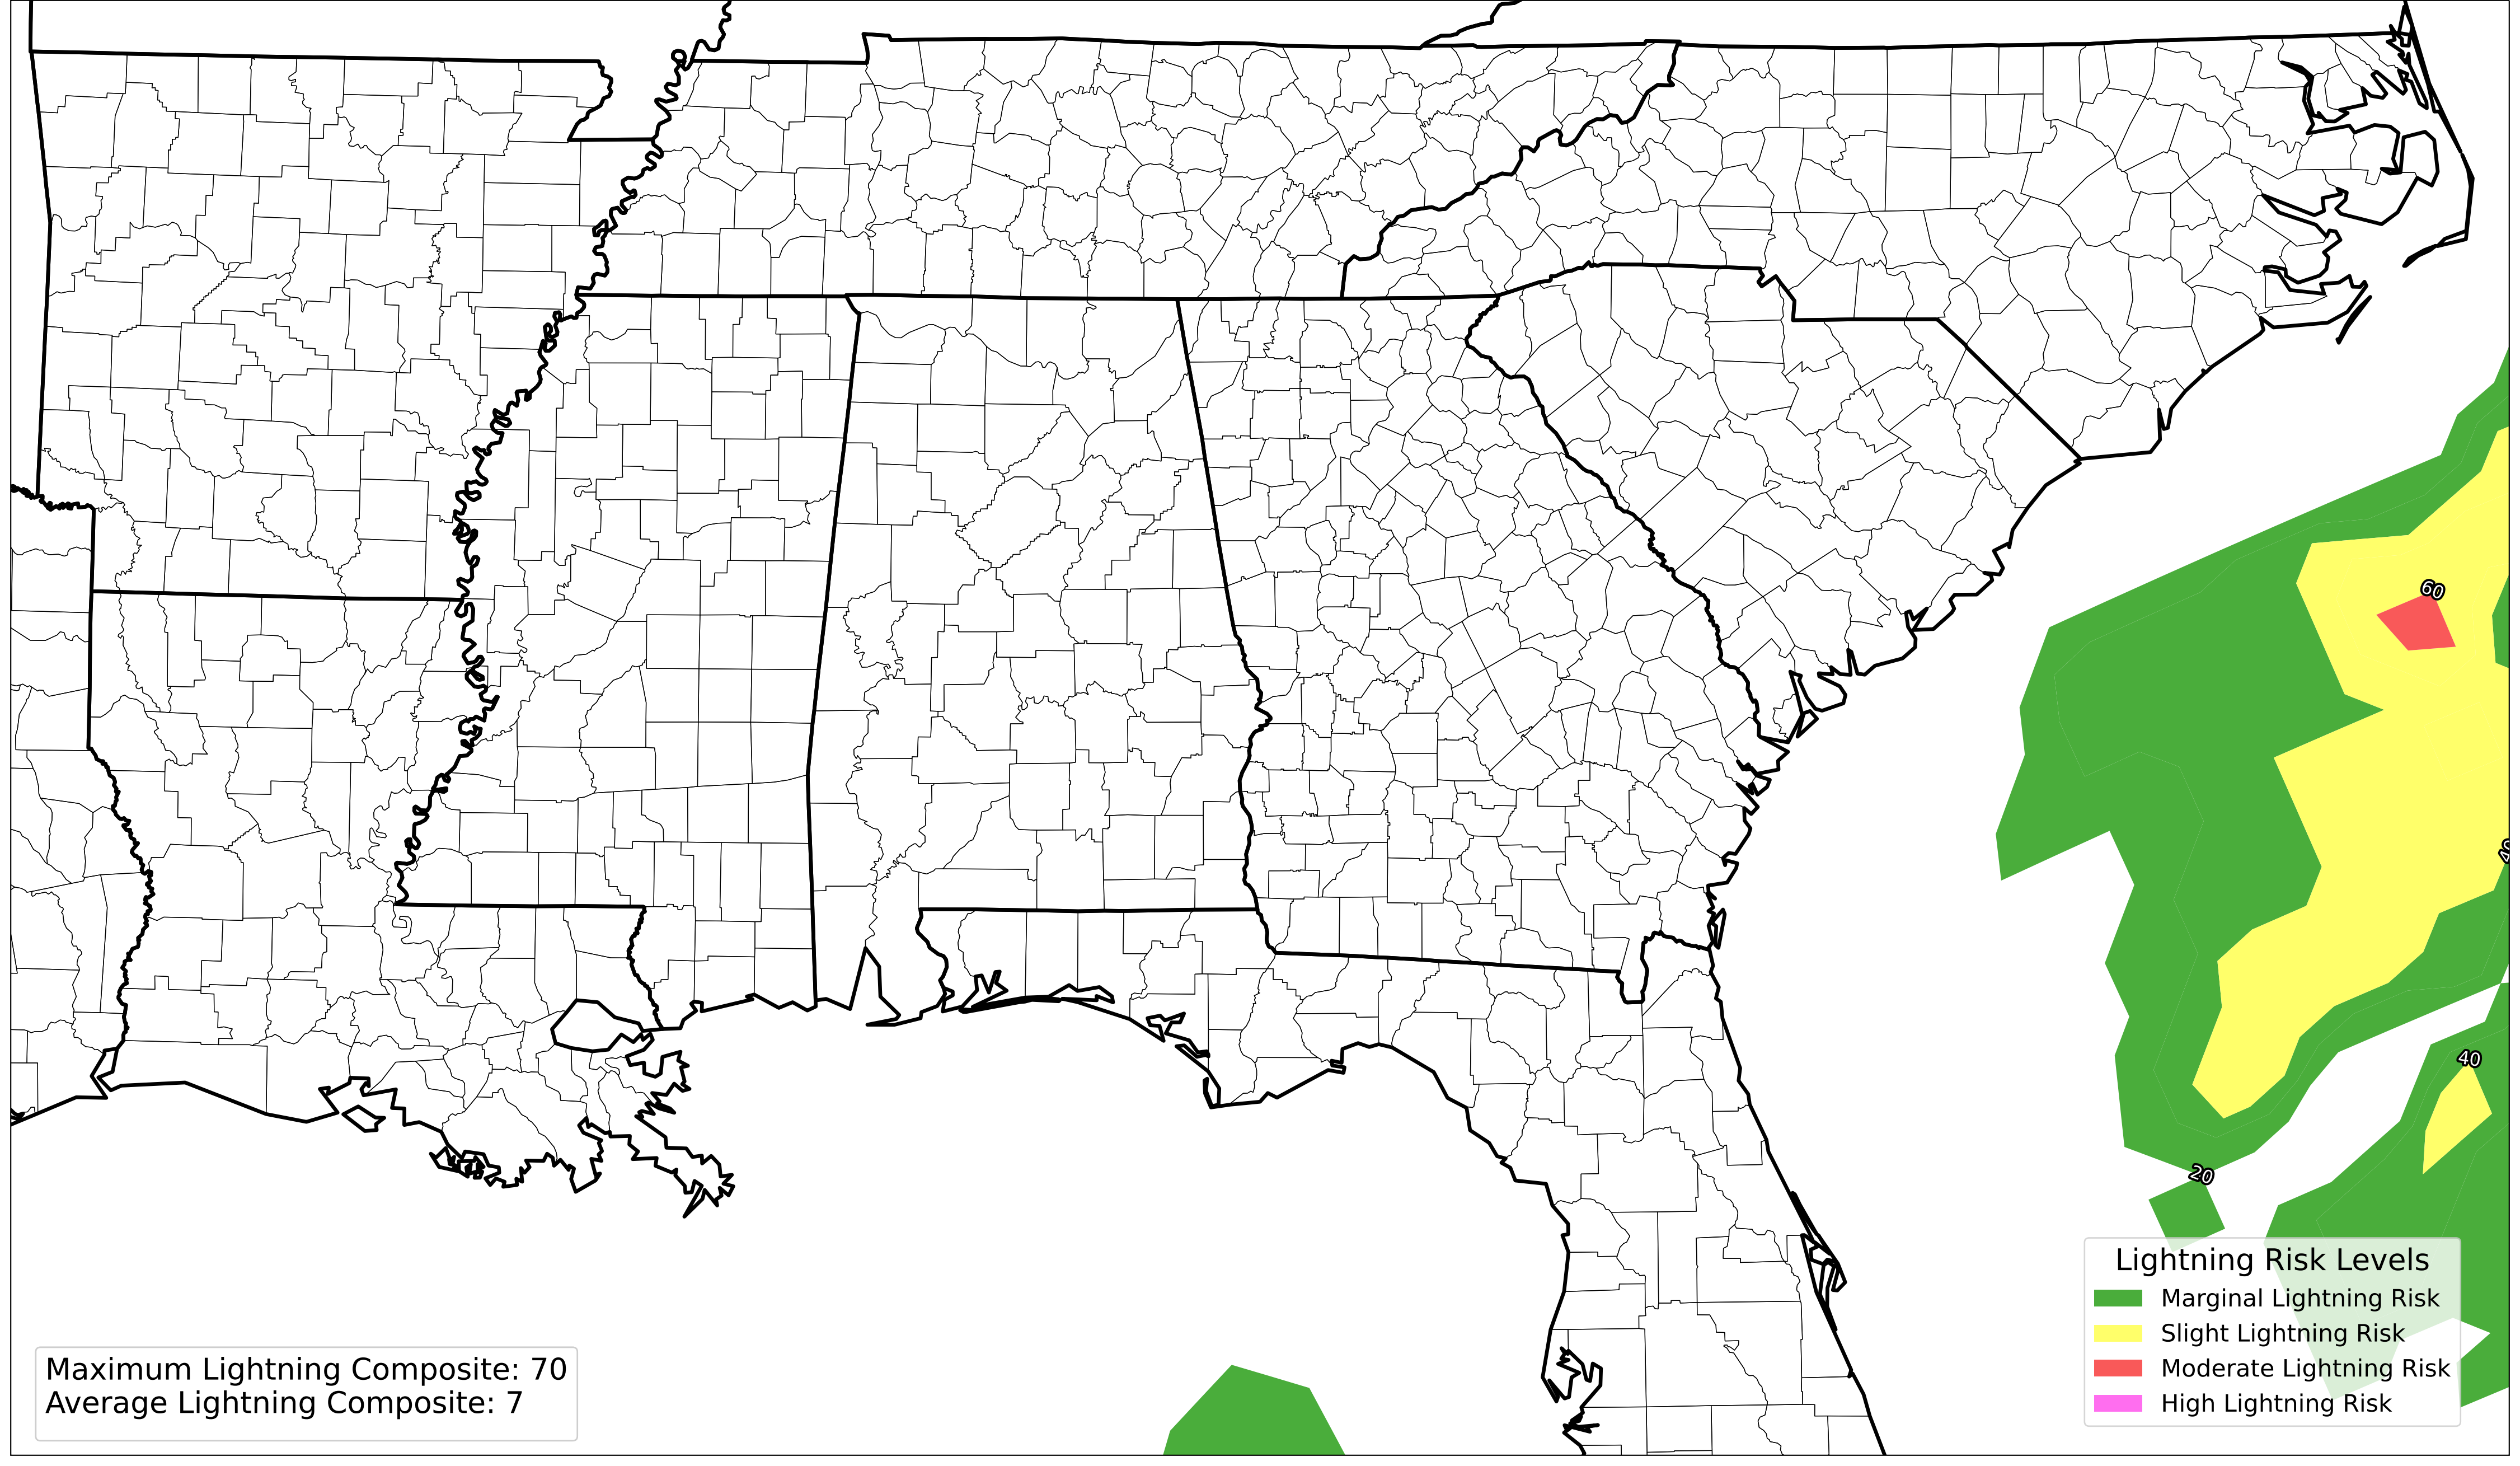 60
40
20
Lightning Risk Levels
Marginal Lightning Risk
Slight Lightning Risk
Moderate Lightning Risk
High Lightning Risk
Maximum Lightning Composite: 70
Average Lightning Composite: 7